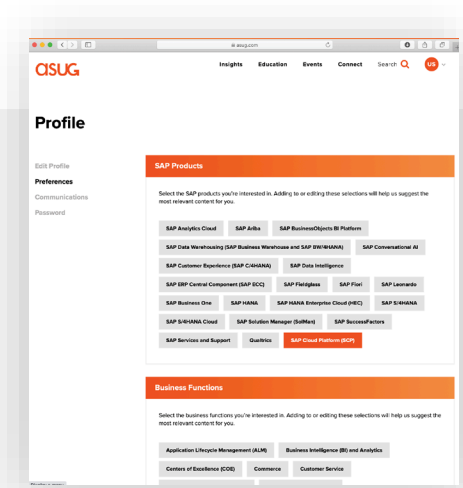 asug.com
asug
Insights Education Events Connect Search US
Profile
Edit Profile
Preferences
Communications
Password
SAP Products
Select the SAP products you're interested in. Adding to or editing these selections will help us suggest the
most relevant content for you.
SAP Analytics Cloud SAP Ariba SAP BusinessObjects BI Platform
SAP Data Warehousing (SAP Business Warehouse and SAP BW/4HANA) SAP Conversational AI
SAP Customer Experience (SAP C/4HANA) SAP Data Intelligence
SAP ERP Central Component (SAP ECC) SAP Fieldglass SAP Fiori SAP Leonardo
SAP Business One SAP HANA SAP HANA Enterprise Cloud (HEC) SAP S/4HANA
SAP S/4HANA Cloud SAP Solution Manager (SolMan) SAP SuccessFactors
SAP Services and Support Qualtrics SAP Cloud Platform (SCP)
Business Functions
Select the business functions you're interested in. Adding to or editing these selections will help us suggest the
most relevant content for you.
Application Lifecycle Management (ALM) Business Intelligence (BI) and Analytics
Centers of Excellence (COE) Commerce Customer Service